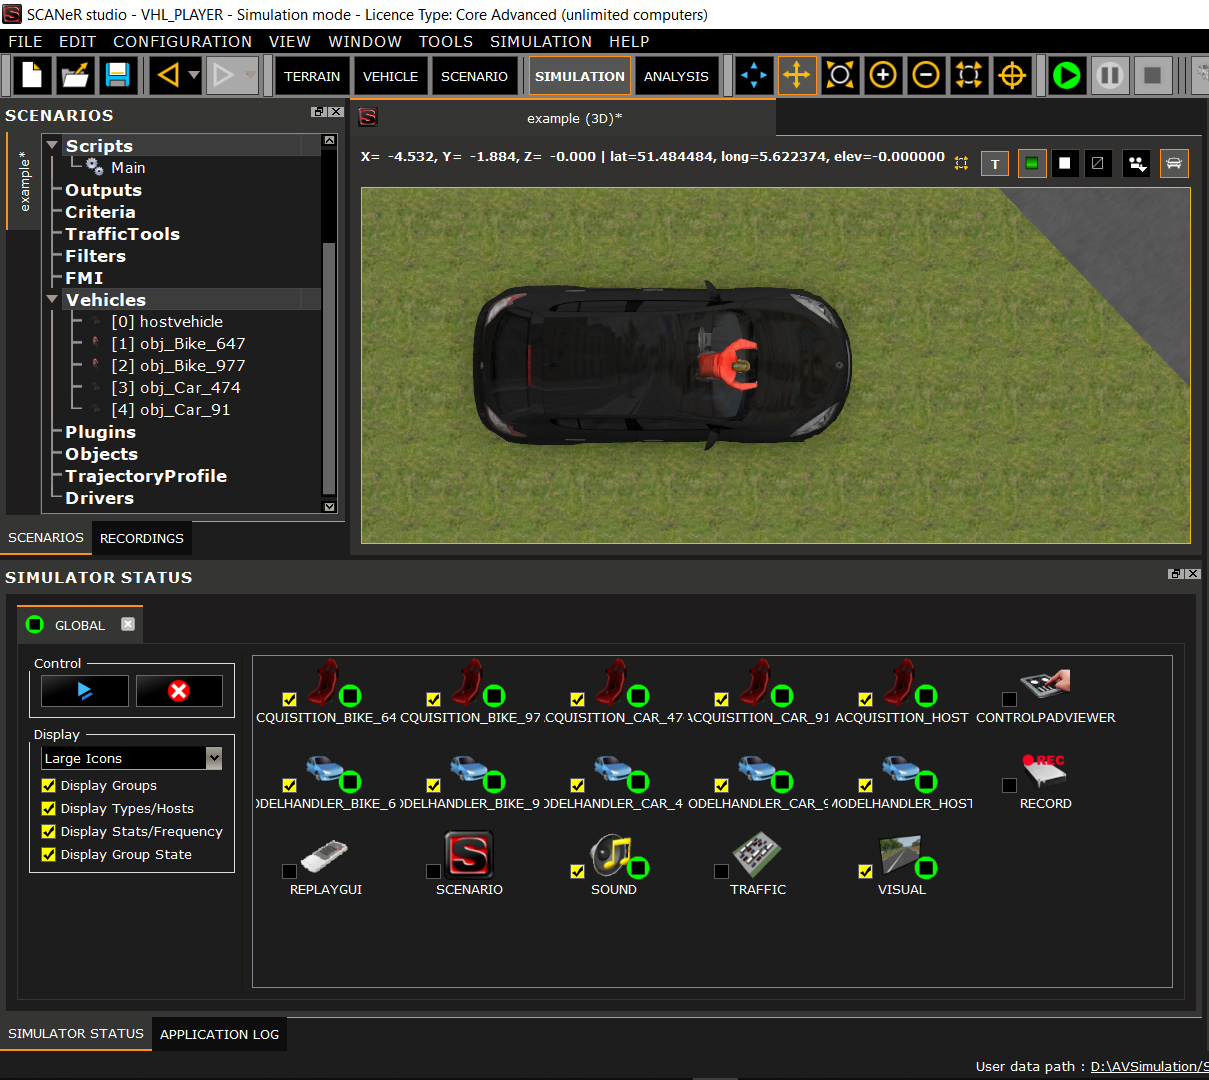 SCANeR studio - VHL_PLAYER - Simulation mode - Licence Type: Core Advanced (unlimited computers)
FILE EDIT CONFIGURATION VIEW WINDOW TOOLS SIMULATION HELP
TERRAIN VEHICLE SCENARIO SIMULATION ANALYSIS
SCENARIOS
example*
Scripts
Main
Outputs
Criteria
TrafficTools
Filters
FMI
Vehicles
[0] hostvehicle
[1] obj_Bike_647
[2] obj_Bike_977
[3] obj_Car_474
[4] obj_Car_91
Plugins
Objects
TrajectoryProfile
Drivers
SCENARIOS RECORDINGS
example (3D)*
X= -4.532, Y= -1.884, Z= -0.000 | lat=51.484484, long=5.622374, elev=-0.000000
T
SIMULATOR STATUS
GLOBAL
Control
Display
Large Icons
Display Groups
Display Types/Hosts
Display Stats/Frequency
Display Group State
CQUISITION_BIKE_64 CQUISITION_BIKE_97 CQUISITION_CAR_47 ACQUISITION_CAR_91 ACQUISITION_HOST CONTROLPADVIEWER
ODELHANDLER_BIKE_6 ODELHANDLER_BIKE_9 ODELHANDLER_CAR_4 ODELHANDLER_CAR_9 MODELHANDLER_HOST REC RECORD
REPLAYGUI SCENARIO SOUND TRAFFIC VISUAL
SIMULATOR STATUS APPLICATION LOG
User data path : D:\AVSimulation/S